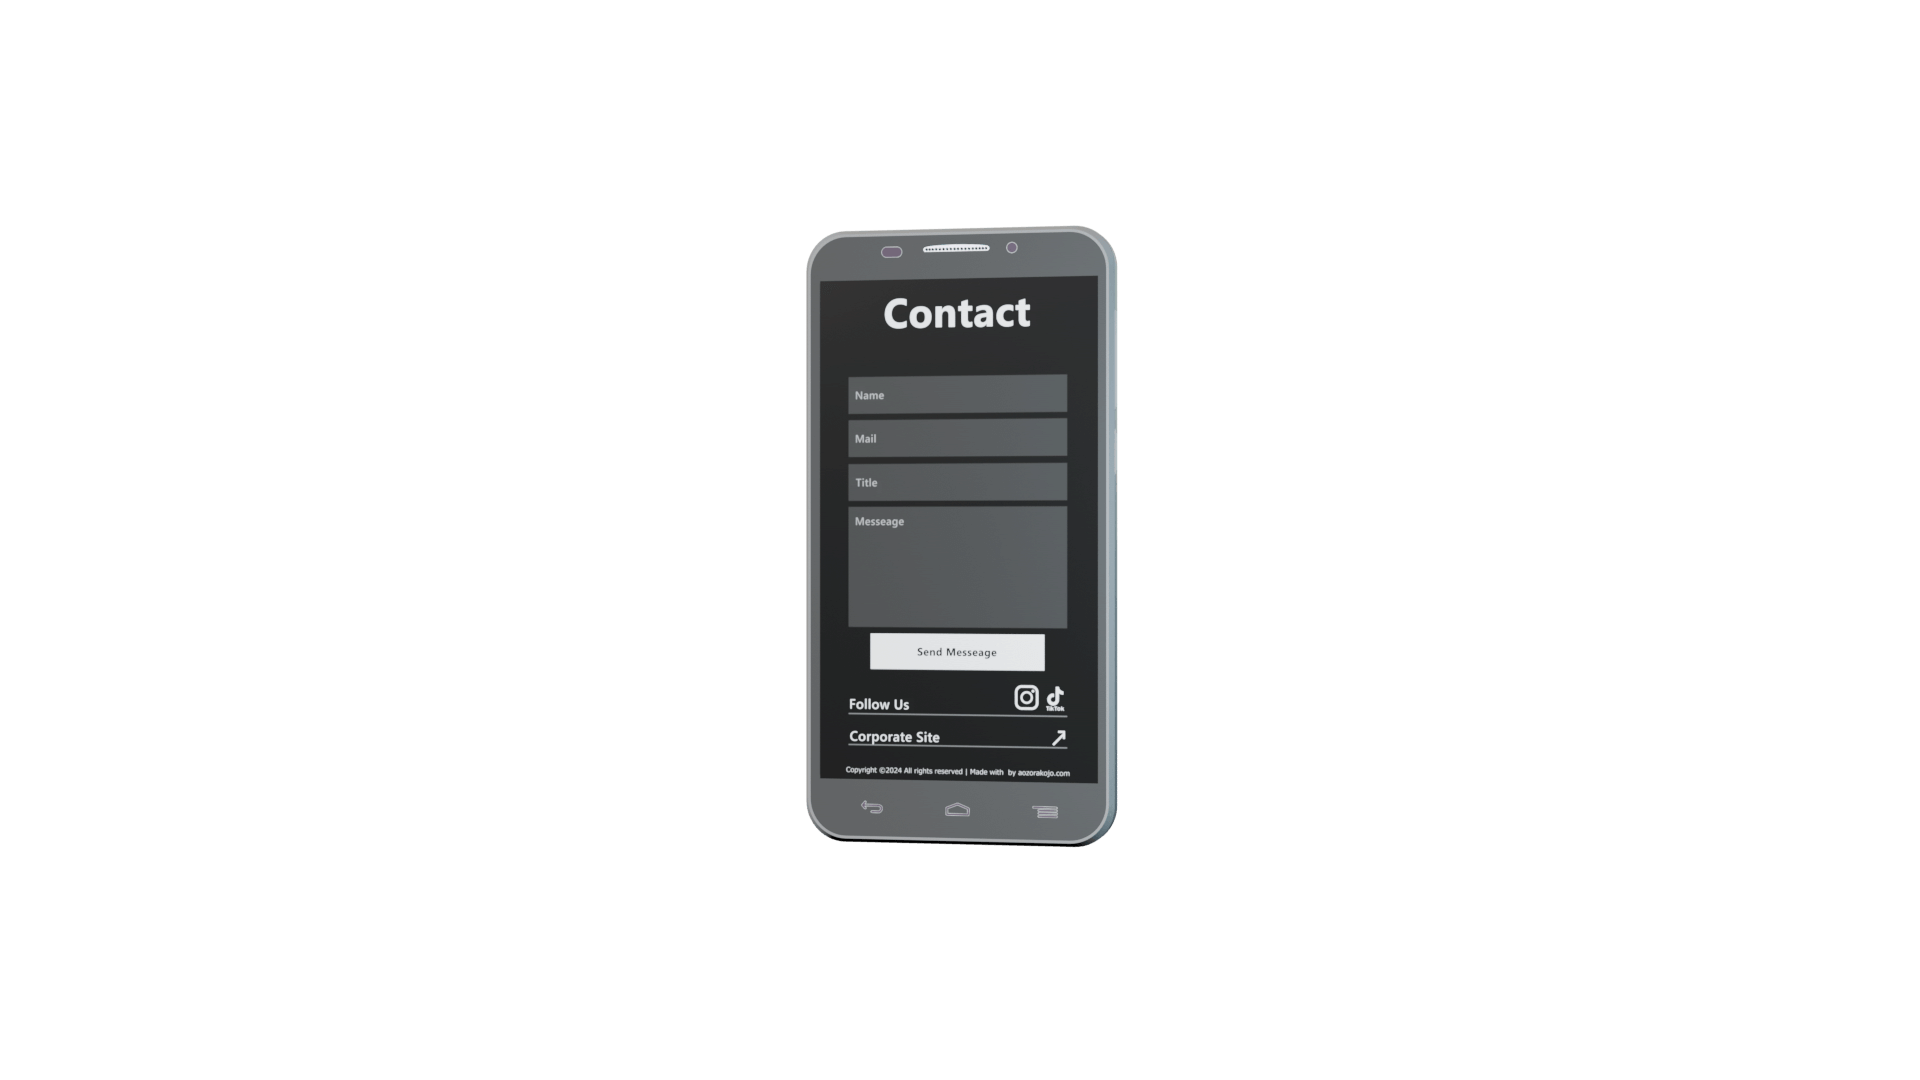 Contact
Name
Mail
Title
Messeage
Send Messeage
Follow Us
TikTok
Corporate Site
Copyright ©2024 All rights reserved | Made with by aozorakojo.com